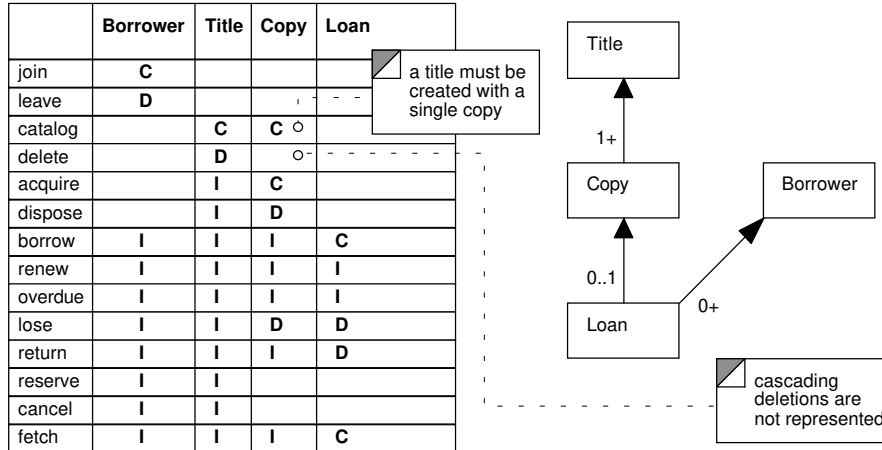 Borrower Title Copy Loan
join C
leave D
catalog C C
delete D
acquire I C
dispose I D
borrow I I I C
renew I I I I
overdue I I I I
lose I I D D
return I I I D
reserve I I
cancel I I
fetch I I I C
a title must be
created with a
single copy
Title
1+
Copy
Borrower
0..1
0+
Loan
cascading
deletions are
not represented